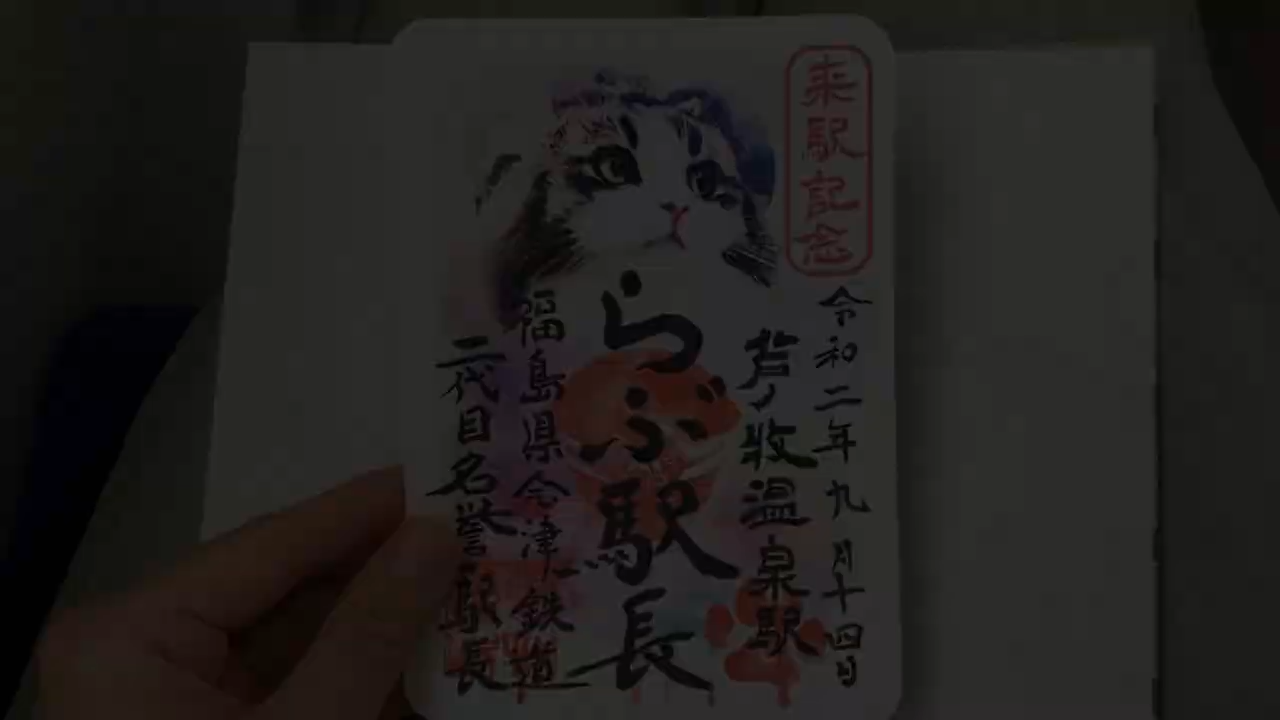 来駅記念
令和二年九月十四日
芦ノ牧温泉駅
らぶ駅長
福島県会津鉄道
二代目名誉駅長